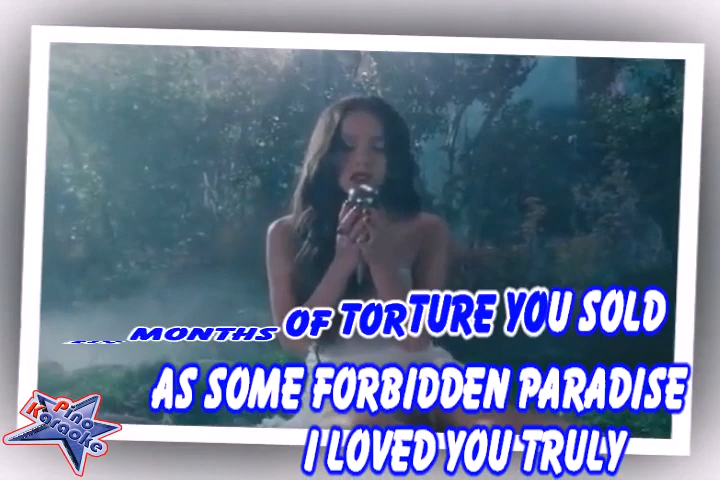 MONTHS OF TORTURE YOU SOLD
AS SOME FORBIDDEN PARADISE
I LOVED YOU TRULY
Pino
Karaoke